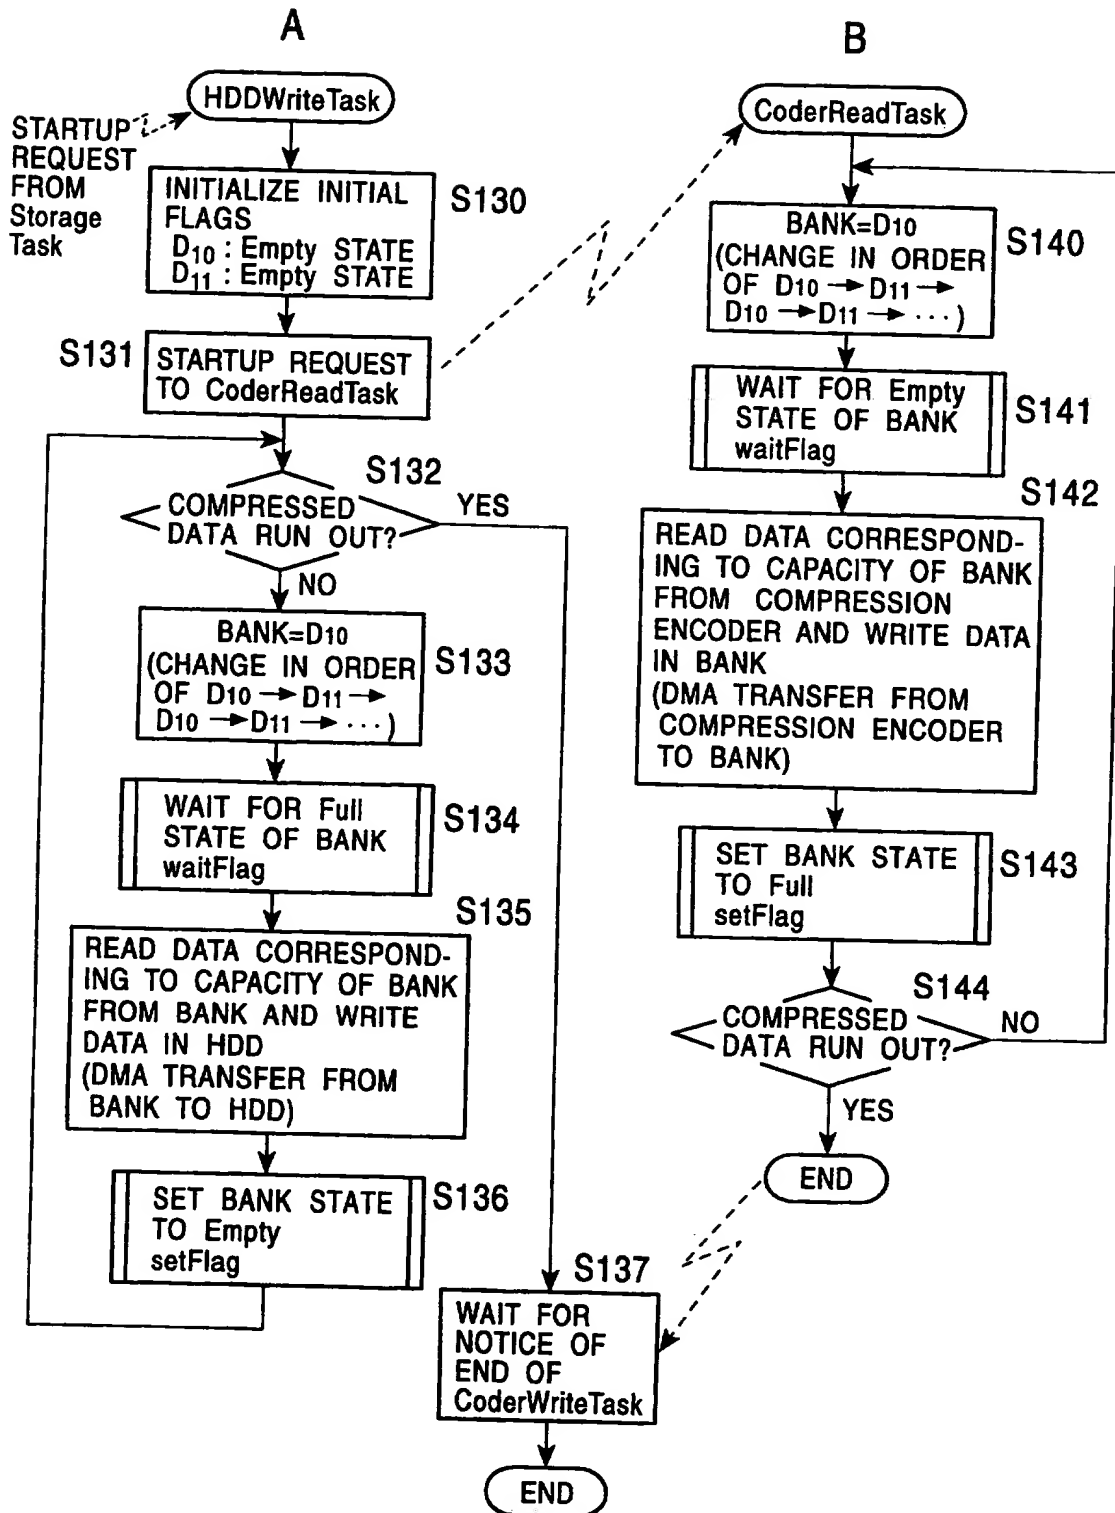 A
HDDWriteTask
STARTUP
REQUEST
FROM
Storage
Task
INITIALIZE INITIAL
FLAGS
D10 : Empty STATE
D11 : Empty STATE
S130
S131
STARTUP REQUEST
TO CoderReadTask
S132
COMPRESSED
DATA RUN OUT?
YES
NO
BANK=D10
(CHANGE IN ORDER
OF D10 → D11 →
D10 → D11 → ···)
S133
WAIT FOR Full
STATE OF BANK
waitFlag
S134
S135
READ DATA CORRESPOND-
ING TO CAPACITY OF BANK
FROM BANK AND WRITE
DATA IN HDD
(DMA TRANSFER FROM
BANK TO HDD)
SET BANK STATE
TO Empty
setFlag
S136
S137
WAIT FOR
NOTICE OF
END OF
CoderWriteTask
END
B
CoderReadTask
BANK=D10
(CHANGE IN ORDER
OF D10 → D11 →
D10 → D11 → ···)
S140
WAIT FOR Empty
STATE OF BANK
waitFlag
S141
S142
READ DATA CORRESPOND-
ING TO CAPACITY OF BANK
FROM COMPRESSION
ENCODER AND WRITE DATA
IN BANK
(DMA TRANSFER FROM
COMPRESSION ENCODER
TO BANK)
SET BANK STATE
TO Full
setFlag
S143
S144
COMPRESSED
DATA RUN OUT?
NO
YES
END